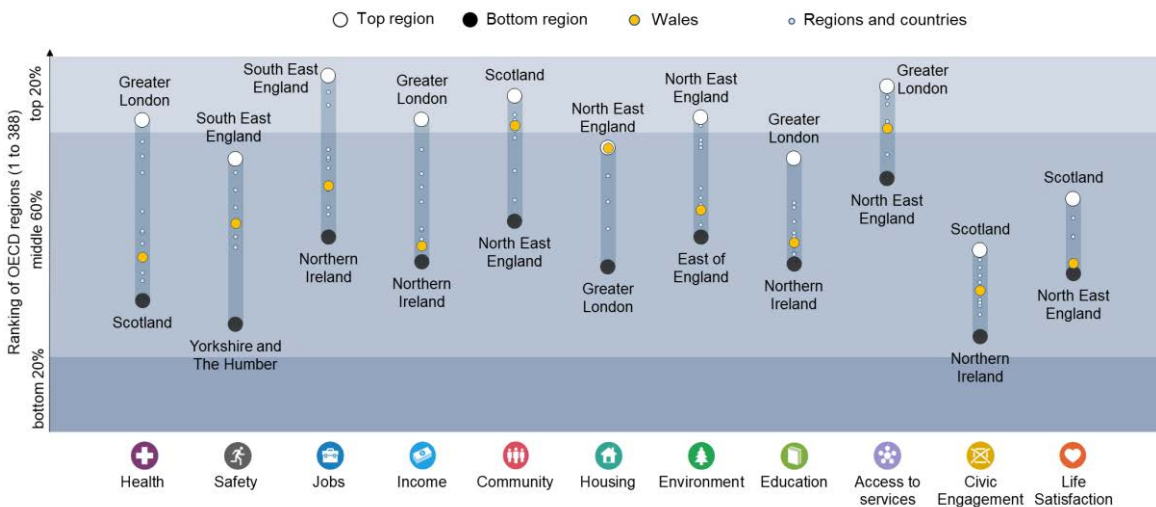 Top region
Bottom region
Wales
Regions and countries
Ranking of OECD regions (1 to 388)
top 20%
middle 60%
bottom 20%
Greater
London
Scotland
South East
England
Yorkshire and
The Humber
South East
England
Northern
Ireland
Greater
London
Northern
Ireland
Scotland
North East
England
North East
England
Greater
London
North East
England
East of
England
Greater
London
Northern
Ireland
Greater
London
North East
England
Scotland
Northern
Ireland
Scotland
North East
England
Health
Safety
Jobs
Income
Community
Housing
Environment
Education
Access to
services
Civic
Engagement
Life
Satisfaction